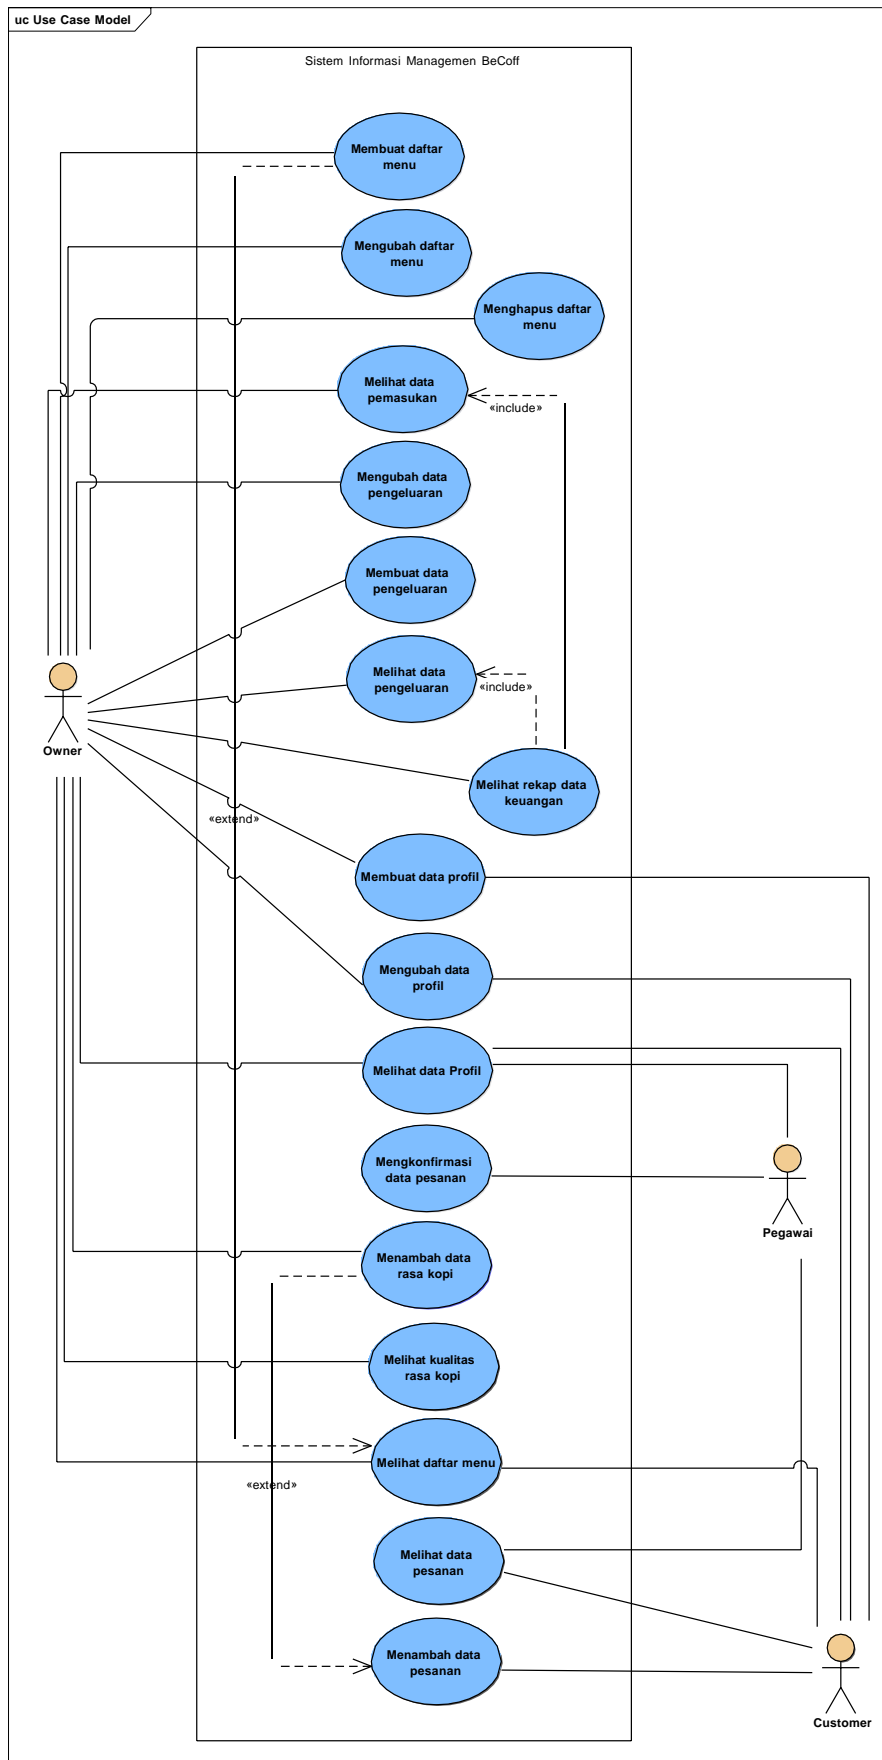 uc Use Case Model
Sistem Informasi Managemen BeCoff
Membuat daftar
menu
Mengubah daftar
menu
Menghapus daftar
menu
Melihat data
pemasukan
«include»
Mengubah data
pengeluaran
Membuat data
pengeluaran
Melihat data
pengeluaran
«include»
Owner
Melihat rekap data
keuangan
«extend»
Membuat data profil
Mengubah data
profil
Melihat data Profil
Mengkonfirmasi
data pesanan
Pegawai
Menambah data
rasa kopi
Melihat kualitas
rasa kopi
Melihat daftar menu
«extend»
Melihat data
pesanan
Menambah data
pesanan
Customer